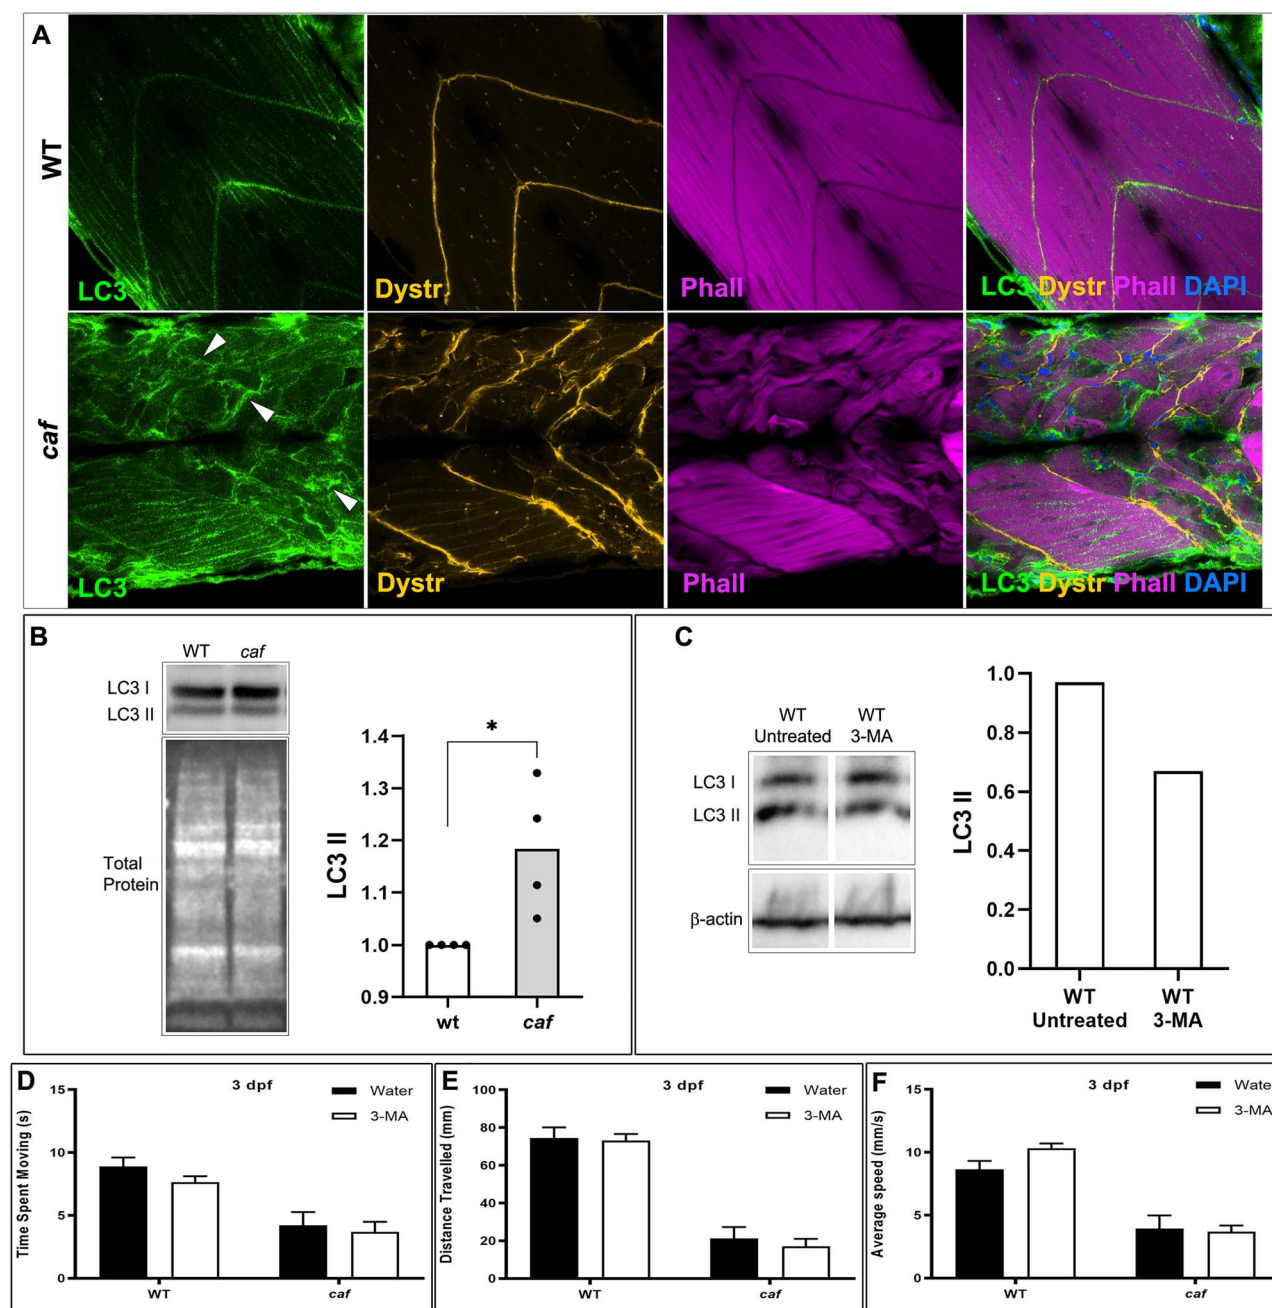 A
WT
LC3
Dystr
Phall
LC3 Dystr Phall DAPI
caf
LC3
Dystr
Phall
LC3 Dystr Phall DAPI
B
WT caf
LC3 I
LC3 II
Total
Protein
LC3 II
1.4
1.3
1.2
1.1
1.0
0.9
*
wt caf
C
WT WT
Untreated 3-MA
LC3 I
LC3 II
β-actin
LC3 II
1.0
0.8
0.6
0.4
0.2
0.0
WT WT
Untreated 3-MA
D
3 dpf
Water
3-MA
Time Spent Moving (s)
15
10
5
0
WT caf
E
3 dpf
Water
3-MA
Distance Travelled (mm)
100
80
60
40
20
0
WT caf
F
3 dpf
Wate
3-MA
Average speed (mm/s)
15
10
5
0
WT caf